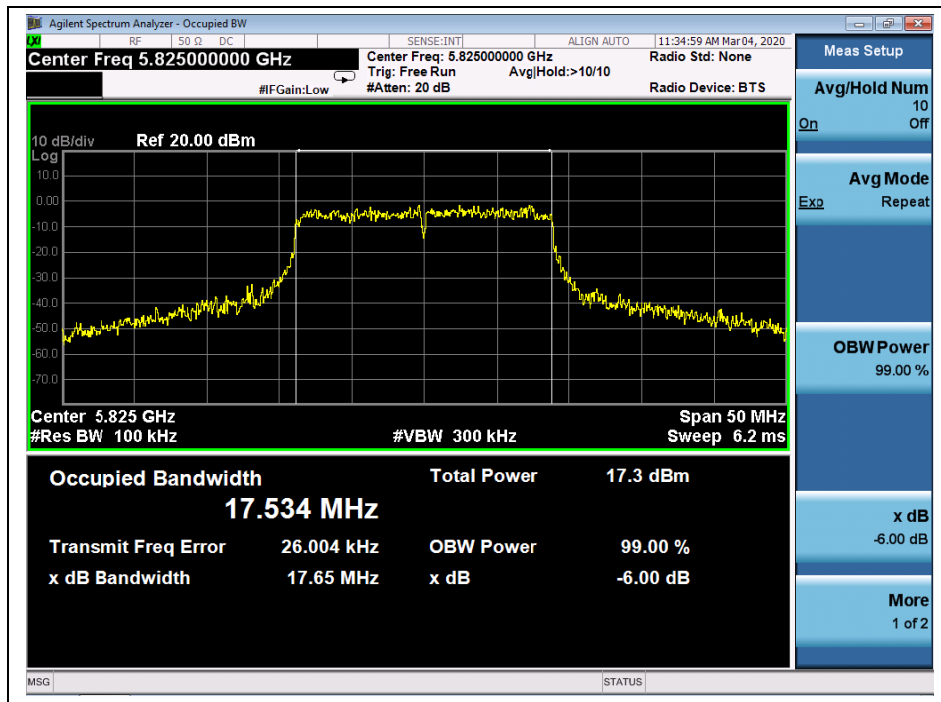 Agilent Spectrum Analyzer - Occupied BW
LXI RF 50 Ω DC SENSE:INT ALIGN AUTO 11:34:59 AM Mar 04, 2020
Center Freq 5.825000000 GHz
Center Freq: 5.825000000 GHz Radio Std: None
Trig: Free Run Avg|Hold:>10/10
#IFGain:Low #Atten: 20 dB Radio Device: BTS
Meas Setup
Avg/Hold Num
10
On Off
Avg Mode
Exp Repeat
OBW Power
99.00 %
x dB
-6.00 dB
More
1 of 2
10 dB/div Ref 20.00 dBm
Log
10.0
0.00
-10.0
-20.0
-30.0
-40.0
-50.0
-60.0
-70.0
Center 5.825 GHz Span 50 MHz
#Res BW 100 kHz #VBW 300 kHz Sweep 6.2 ms
Occupied Bandwidth Total Power 17.3 dBm
17.534 MHz
Transmit Freq Error 26.004 kHz OBW Power 99.00 %
x dB Bandwidth 17.65 MHz x dB -6.00 dB
MSG STATUS